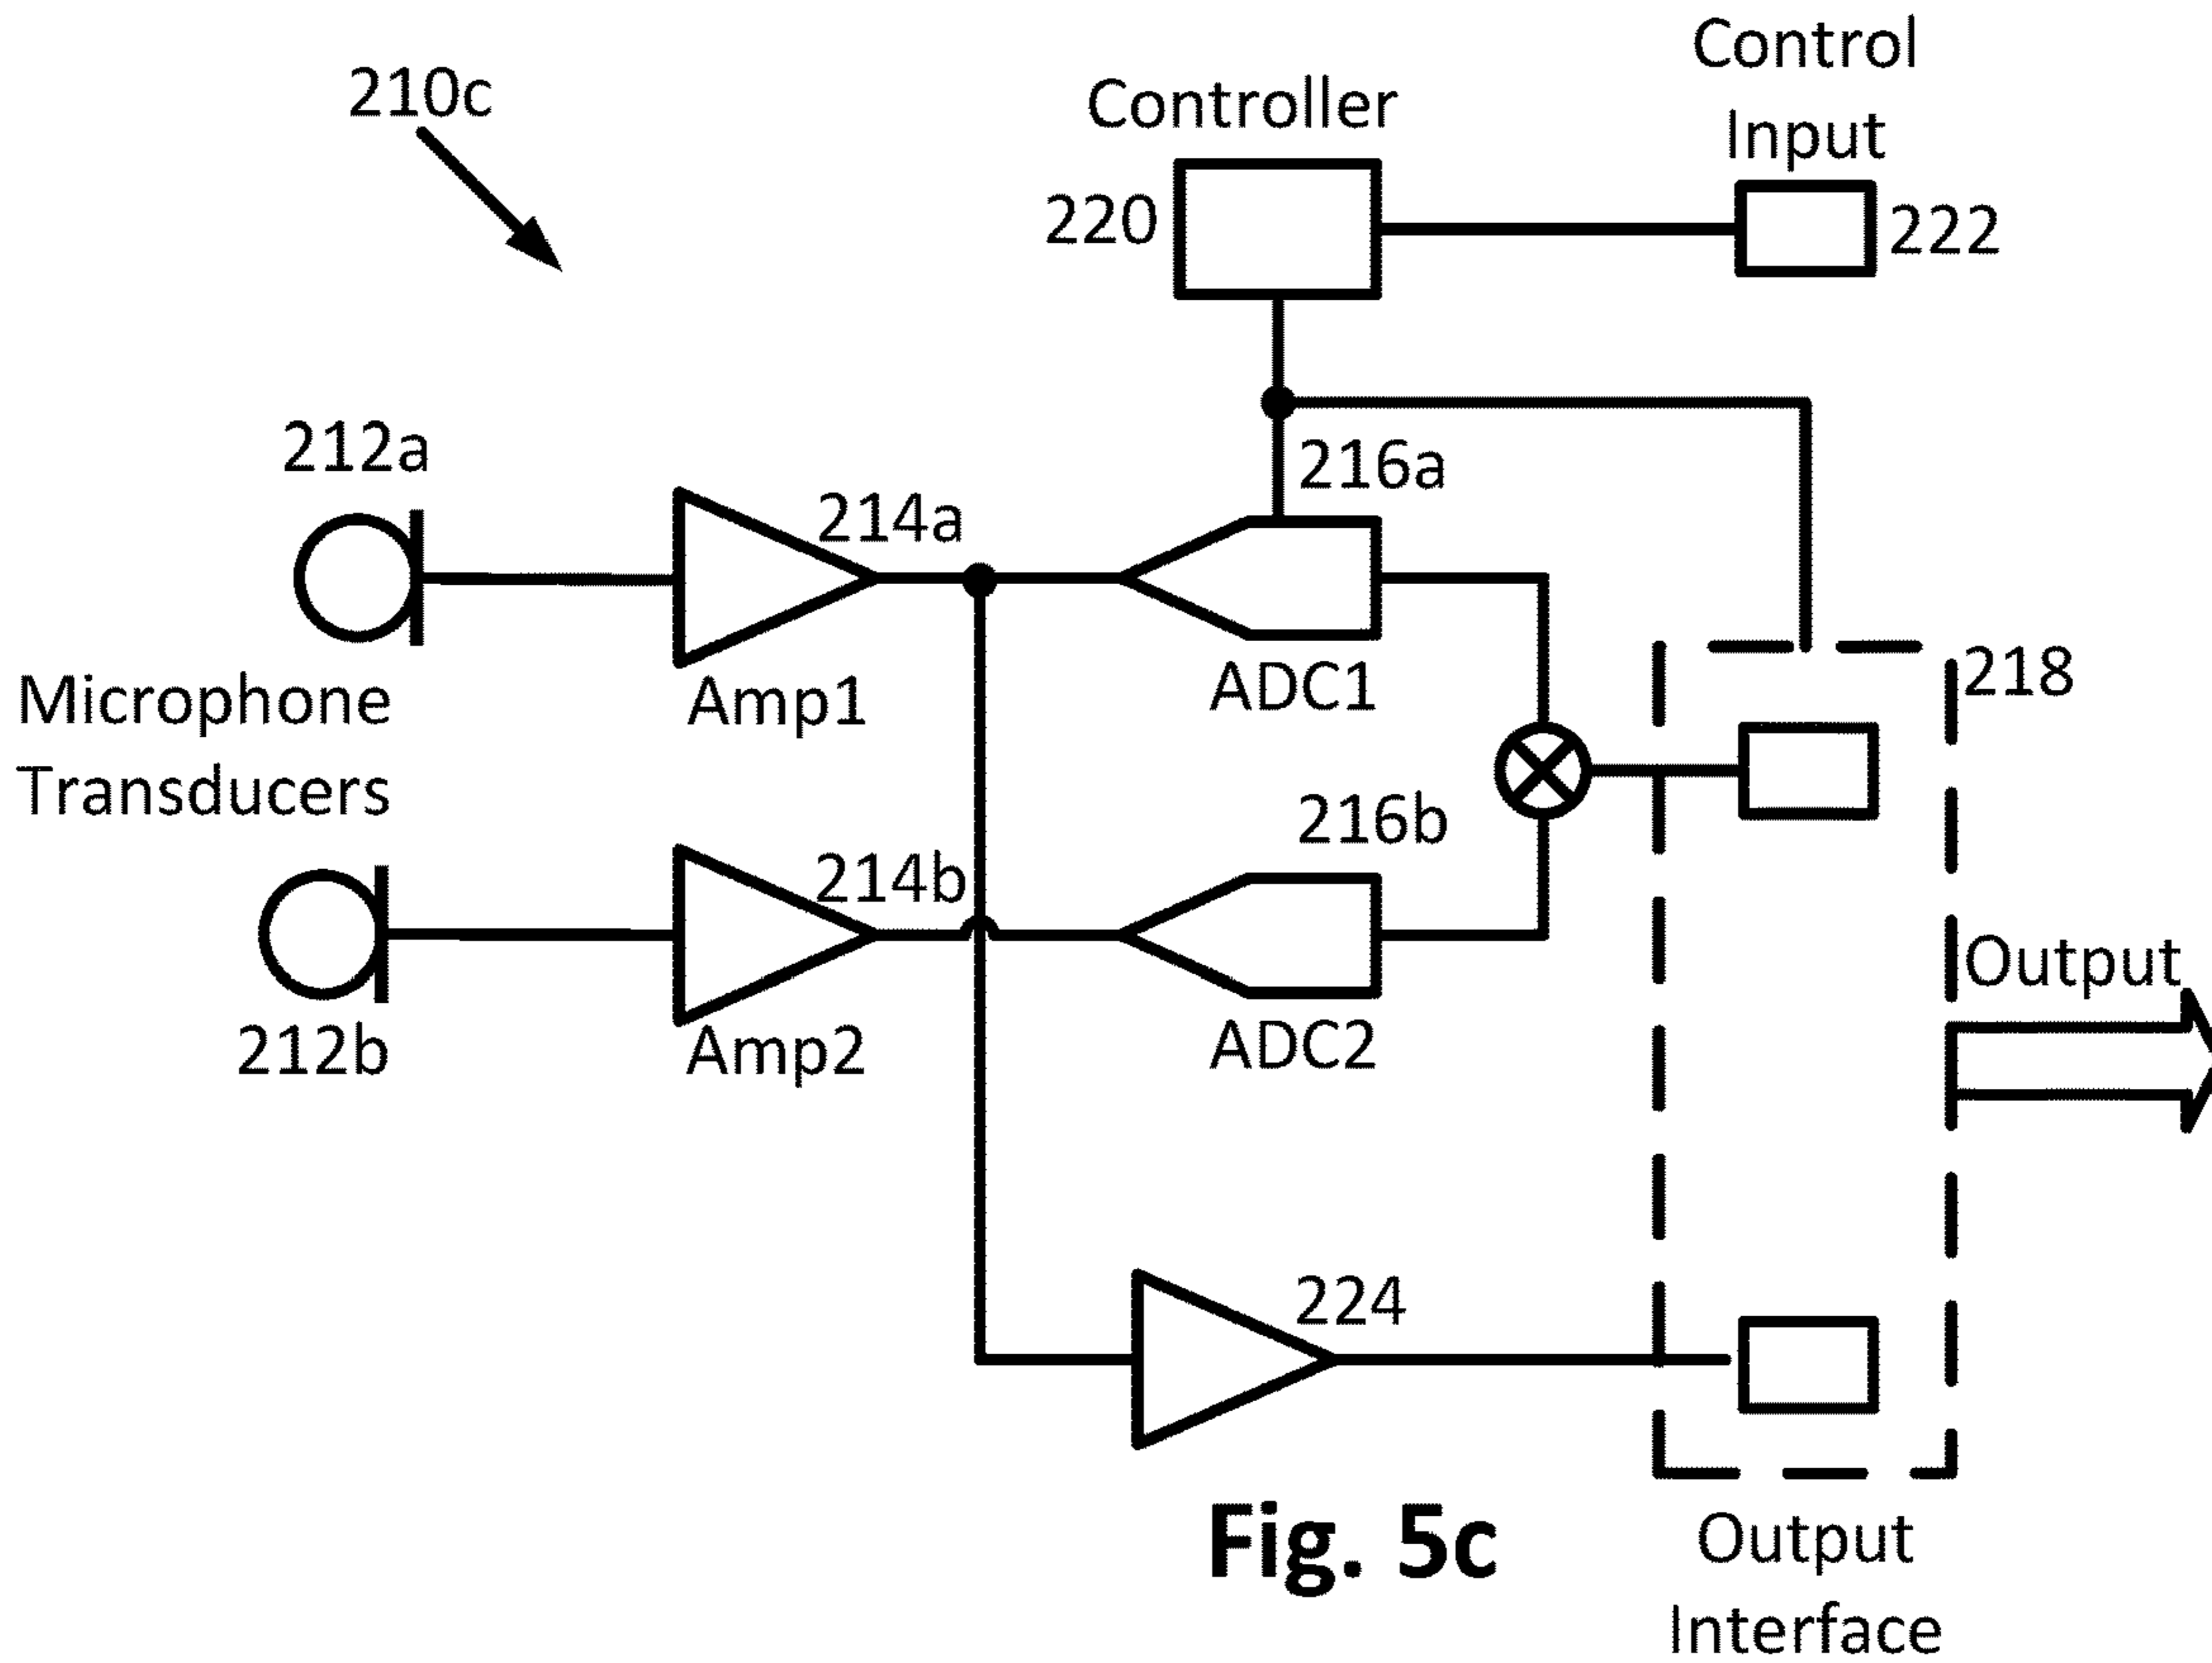 210c
Controller
Control
Input
220
222
212a
214a
216a
Microphone
Transducers
Amp1
ADC1
218
214b
216b
212b
Amp2
ADC2
Output
224
Fig. 5c
Output
Interface